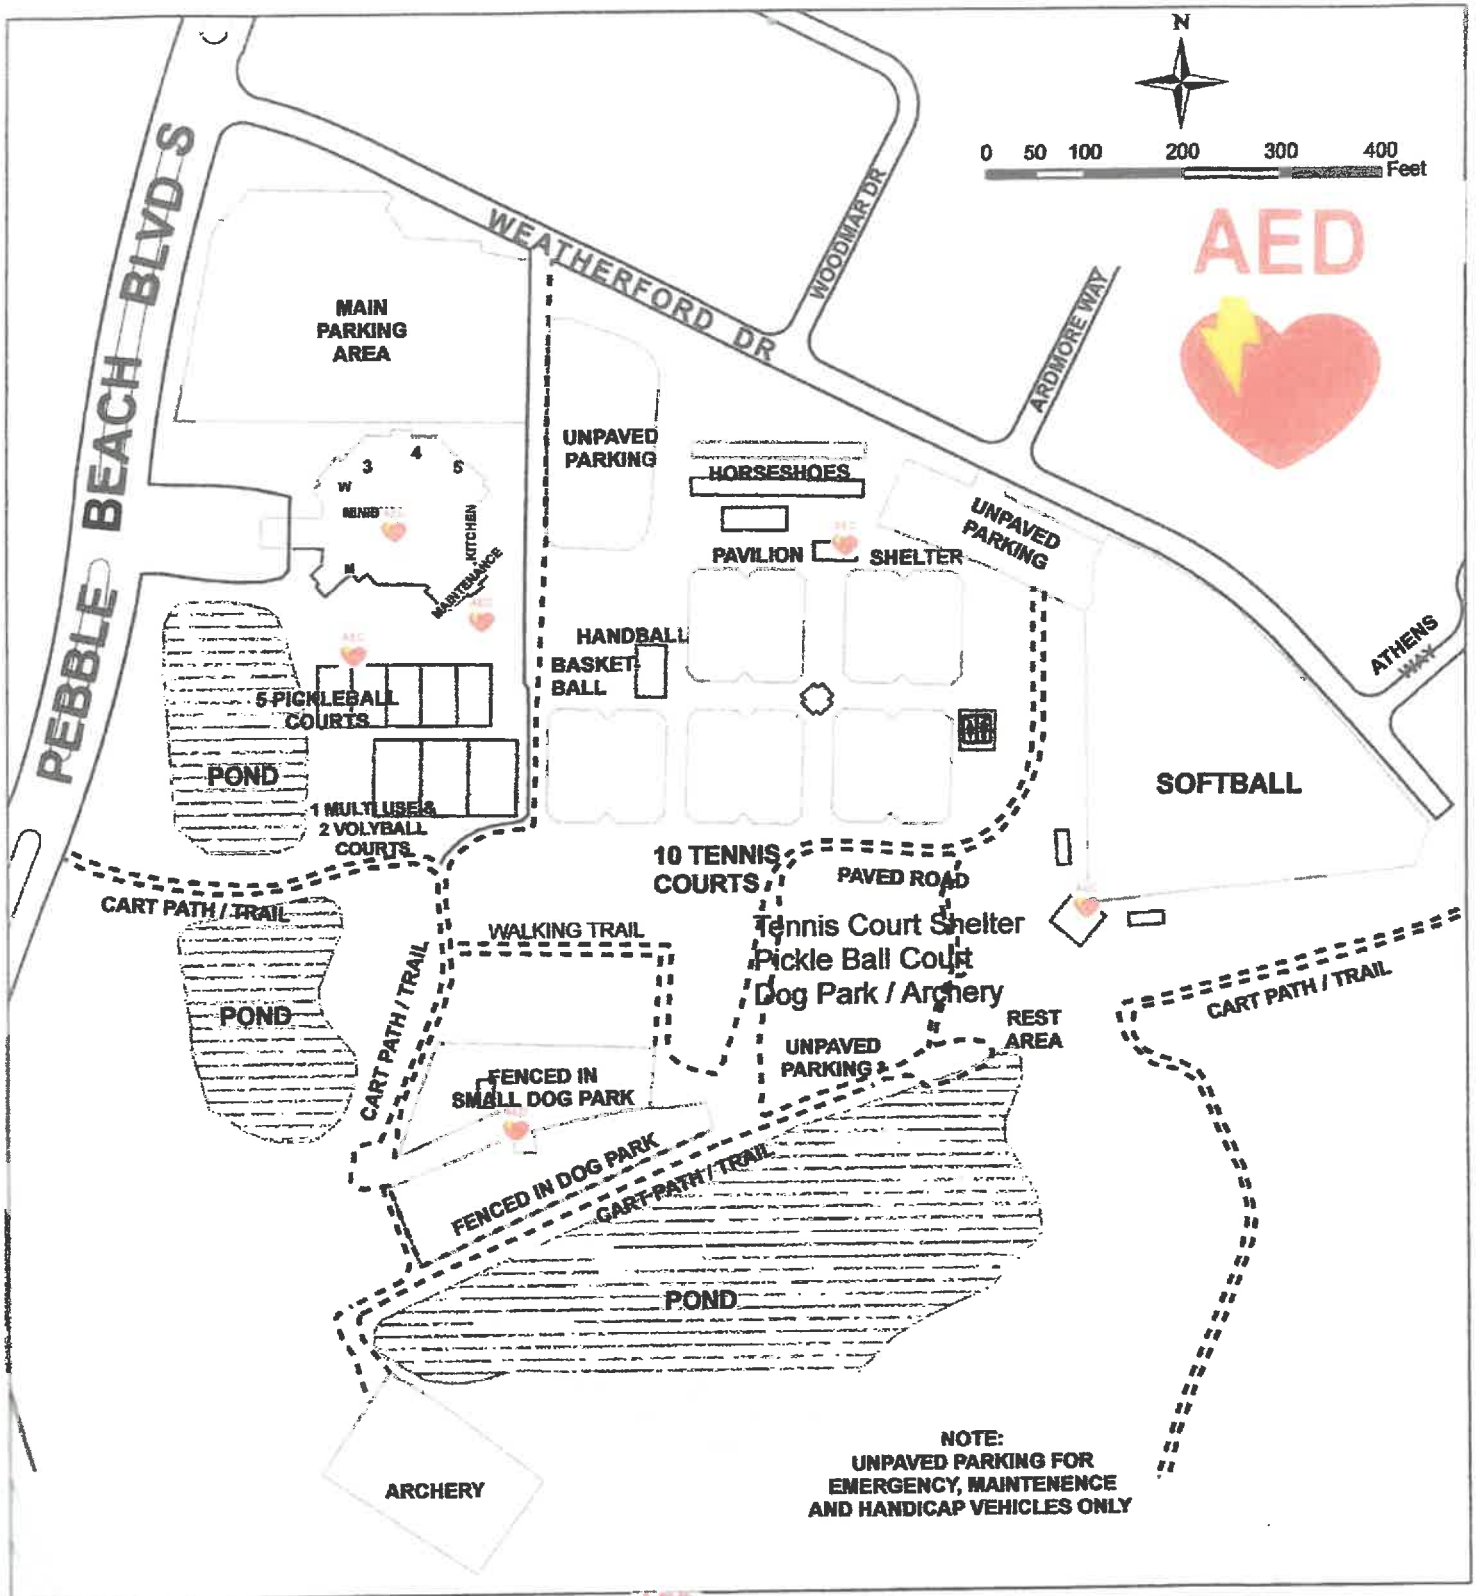 N
0 50 100 200 300 400
Feet
AED
PEBBLE BEACH BLVD S
WEATHERFORD DR
WOODMAR DR
ARDMORE WAY
ATHENS
WAY
MAIN
PARKING
AREA
UNPAVED
PARKING
3
4
5
W
KITCHEN
M
MAINTENANCE
AED
HORSESHOES
PAVILION
SHELTER
UNPAVED
PARKING
HANDBALL
BASKET
BALL
5 PICKLEBALL
COURTS
POND
1 MULTI USE &
2 VOLYBALL
COURTS
SOFTBALL
10 TENNIS
COURTS
PAVED ROAD
CART PATH / TRAIL
WALKING TRAIL
Tennis Court Shelter
Pickle Ball Court
Dog Park / Archery
POND
CART PATH / TRAIL
CART PATH / TRAIL
REST
AREA
UNPAVED
PARKING
FENCED IN
SMALL DOG PARK
FENCED IN DOG PARK
CART PATH / TRAIL
POND
ARCHERY
NOTE:
UNPAVED PARKING FOR
EMERGENCY, MAINTENENCE
AND HANDICAP VEHICLES ONLY